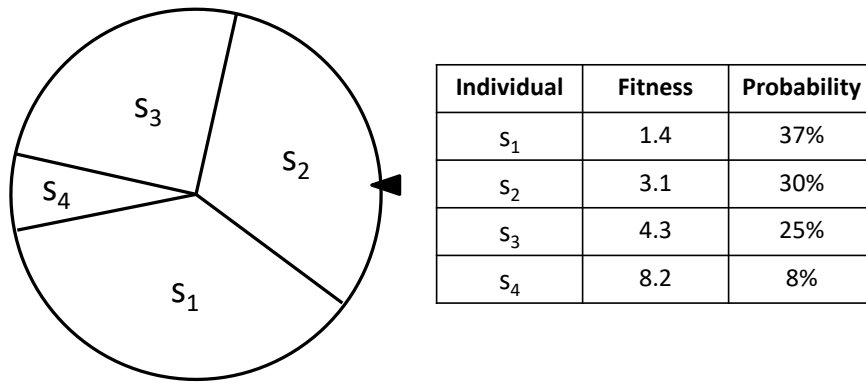 s₃
s₂
s₄
s₁
Individual Fitness Probability
s₁ 1.4 37%
s₂ 3.1 30%
s₃ 4.3 25%
s₄ 8.2 8%